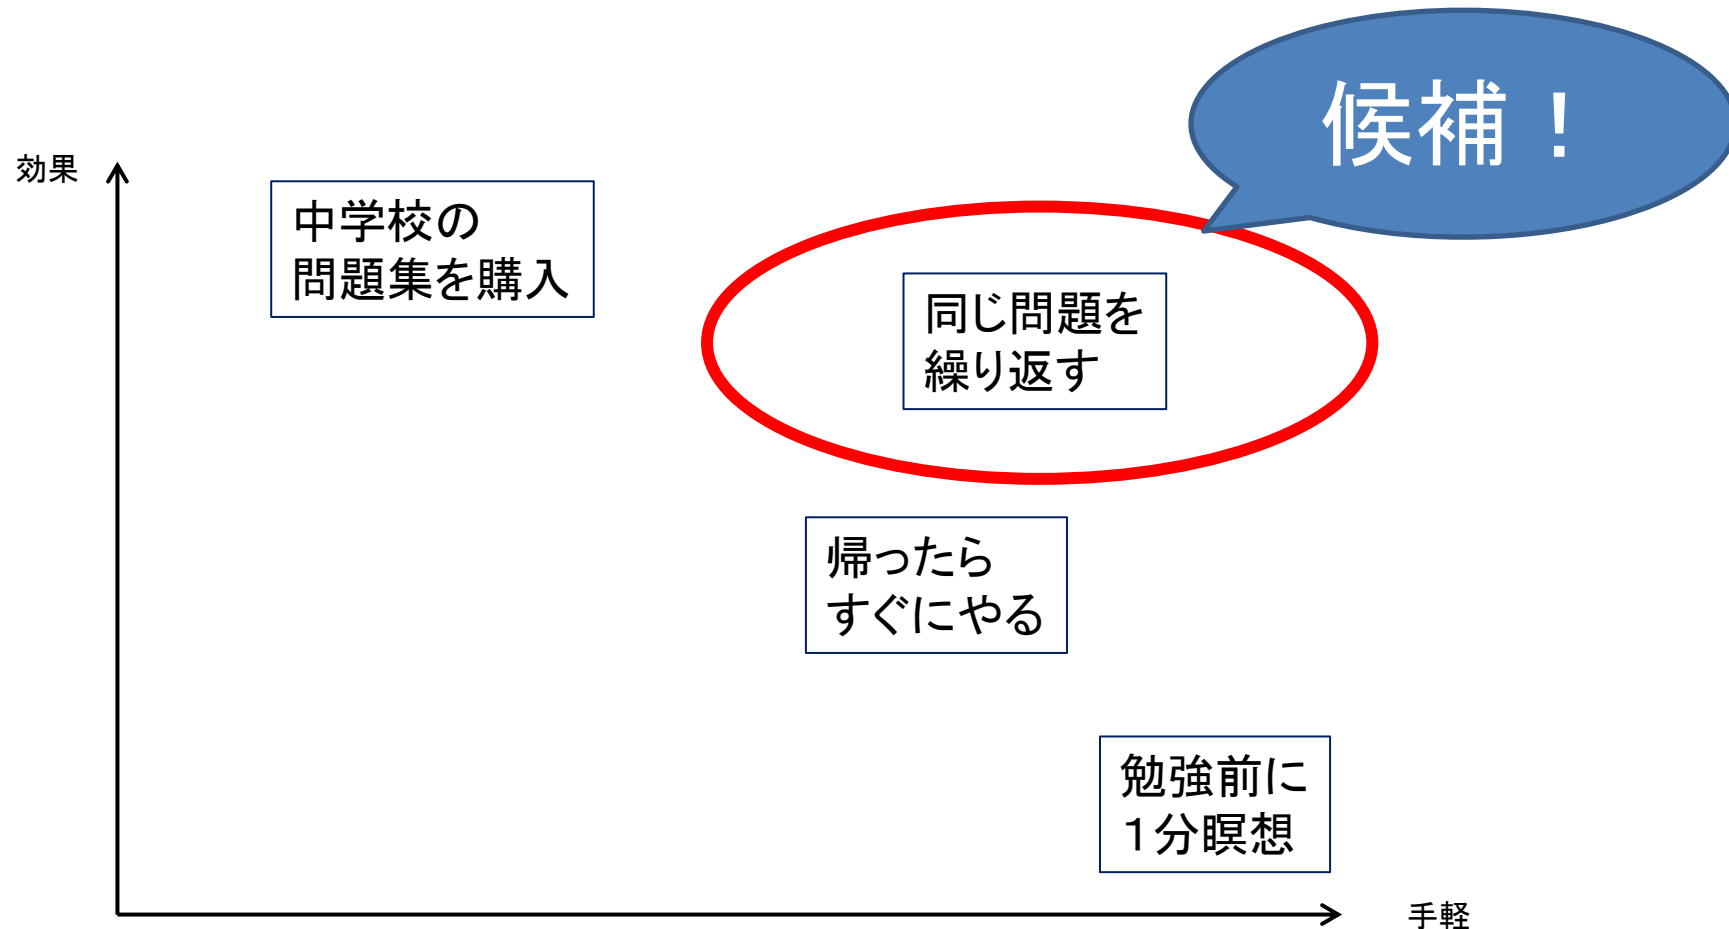 候補！
効果
中学校の
問題集を購入
同じ問題を
繰り返す
帰ったら
すぐにやる
勉強前に
１分瞑想
手軽